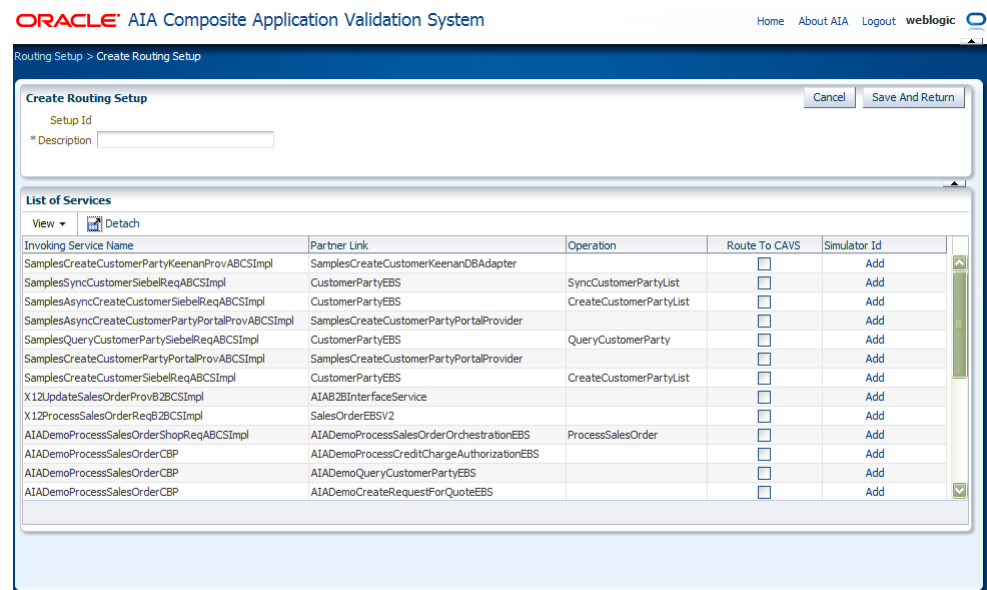 ORACLE AIA Composite Application Validation System
Home About AIA Logout weblogic
Routing Setup > Create Routing Setup
Create Routing Setup Cancel Save And Return
Setup Id
* Description
List of Services
View Detach
Invoking Service Name Partner Link Operation Route To CAVS Simulator Id
SamplesCreateCustomerPartyKeenanProvABCSImpl SamplesCreateCustomerKeenanDBAdapter Add
SamplesSyncCustomerSiebelReqABCSImpl CustomerPartyEBS SyncCustomerPartyList Add
SamplesAsyncCreateCustomerSiebelReqABCSImpl CustomerPartyEBS CreateCustomerPartyList Add
SamplesAsyncCreateCustomerPartyPortalProvABCSImpl SamplesCreateCustomerPartyPortalProvider Add
SamplesQueryCustomerPartySiebelReqABCSImpl CustomerPartyEBS QueryCustomerParty Add
SamplesCreateCustomerPartyPortalProvABCSImpl SamplesCreateCustomerPartyPortalProvider Add
SamplesCreateCustomerSiebelReqABCSImpl CustomerPartyEBS CreateCustomerPartyList Add
X12UpdateSalesOrderProvB2BCSImpl AIAB2BInterfaceService Add
X12ProcessSalesOrderReqB2BCSImpl SalesOrderEBSV2 Add
AIADemoProcessSalesOrderShopReqABCSImpl AIADemoProcessSalesOrderOrchestrationEBS ProcessSalesOrder Add
AIADemoProcessSalesOrderCBP AIADemoProcessCreditChargeAuthorizationEBS Add
AIADemoProcessSalesOrderCBP AIADemoQueryCustomerPartyEBS Add
AIADemoProcessSalesOrderCBP AIADemoCreateRequestForQuoteEBS Add